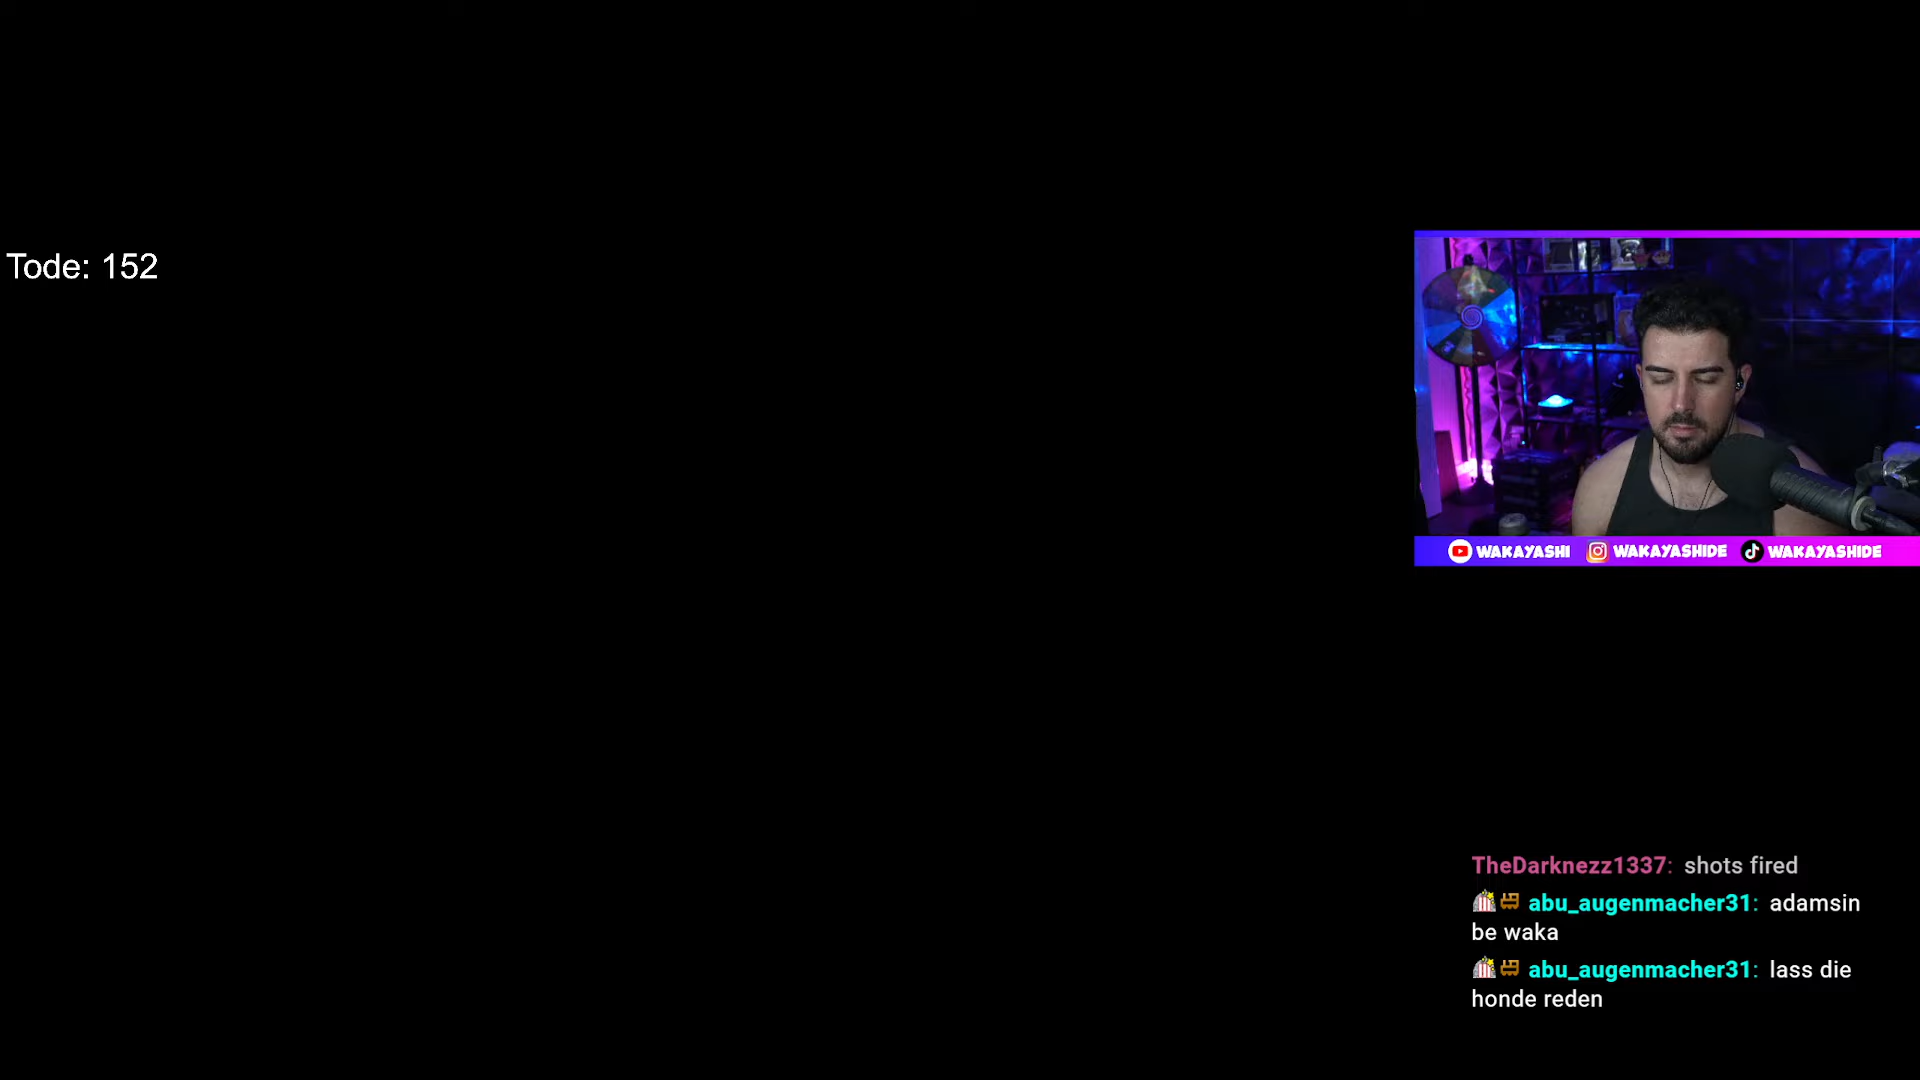 Tode: 152
WAKAYASHI WAKAYASHIDE WAKAYASHIDE
TheDarknezz1337: shots fired
abu_augenmacher31: adamsin
be waka
abu_augenmacher31: lass die
honde reden